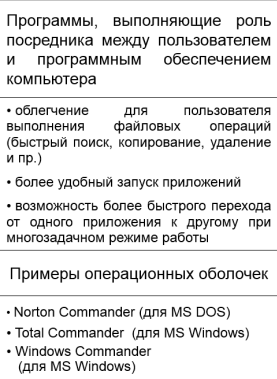 Программы, выполняющие роль
посредника между пользователем
и программным обеспечением
компьютера
• облегчение для пользователя
выполнения файловых операций
(быстрый поиск, копирование, удаление
и пр.)
• более удобный запуск приложений
• возможность более быстрого перехода
от одного приложения к другому при
многозадачном режиме работы
Примеры операционных оболочек
• Norton Commander (для MS DOS)
• Total Commander (для MS Windows)
• Windows Commander
(для MS Windows)